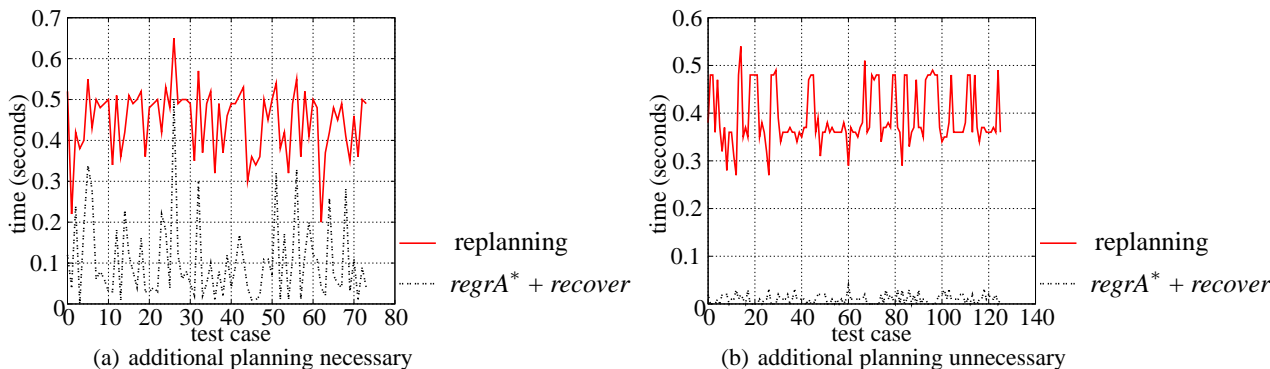 0.7
0.6
0.5
0.4
0.3
0.2
0.1
0
time (seconds)
0 10 20 30 40 50 60 70 80
test case
replanning
regrA* + recover
(a) additional planning necessary
0.6
0.5
0.4
0.3
0.2
0.1
0
time (seconds)
0 20 40 60 80 100 120 140
test case
replanning
regrA* + recover
(b) additional planning unnecessary